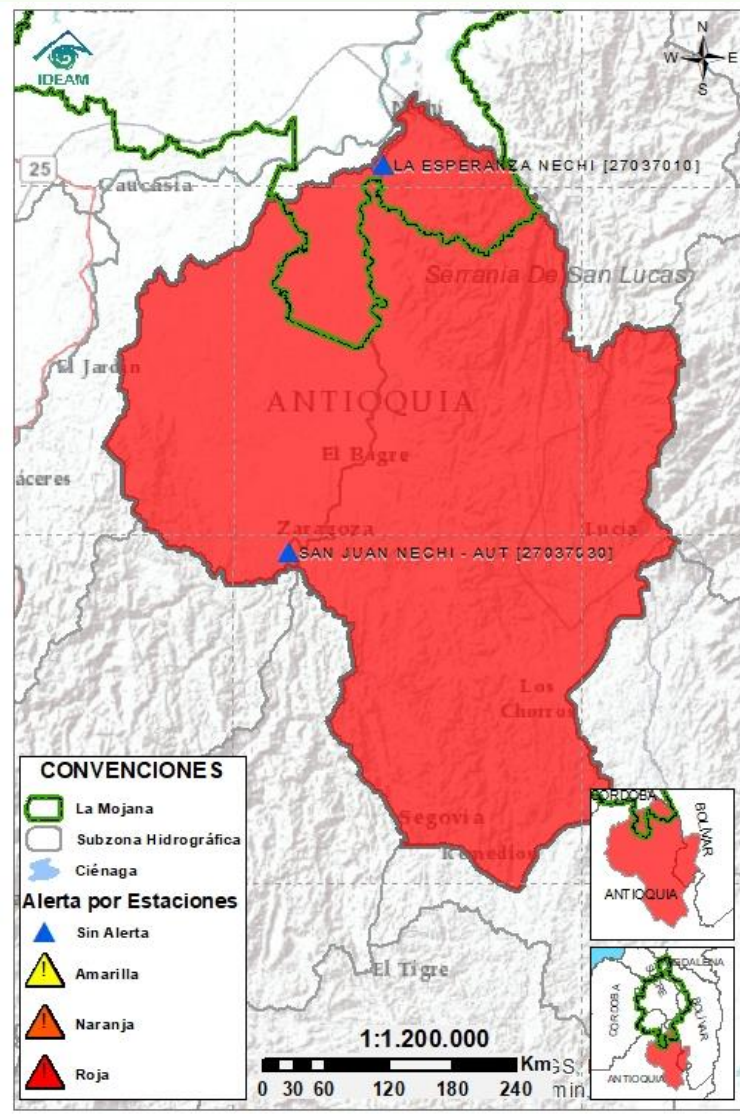 IDEAM
N
W E
S
25
Caucasia
LA ESPERANZA NECHI [27037010]
Serrania De San Lucas
El Jardin
ANTIOQUIA
El Bagre
áceres
Zaragoza
Lucia
SAN JUAN NECHI - AUT [27037030]
Los
Chorros
Segovia
Remedios
El Tigre
CONVENCIONES
La Mojana
Subzona Hidrográfica
Ciénaga
Alerta por Estaciones
Sin Alerta
Amarilla
Naranja
Roja
1:1.200.000
Km
0 30 60 120 180 240
CORDOBA
BOLÍVAR
ANTIOQUIA
CORDOBA
BOLÍVAR
ANTIOQUIA